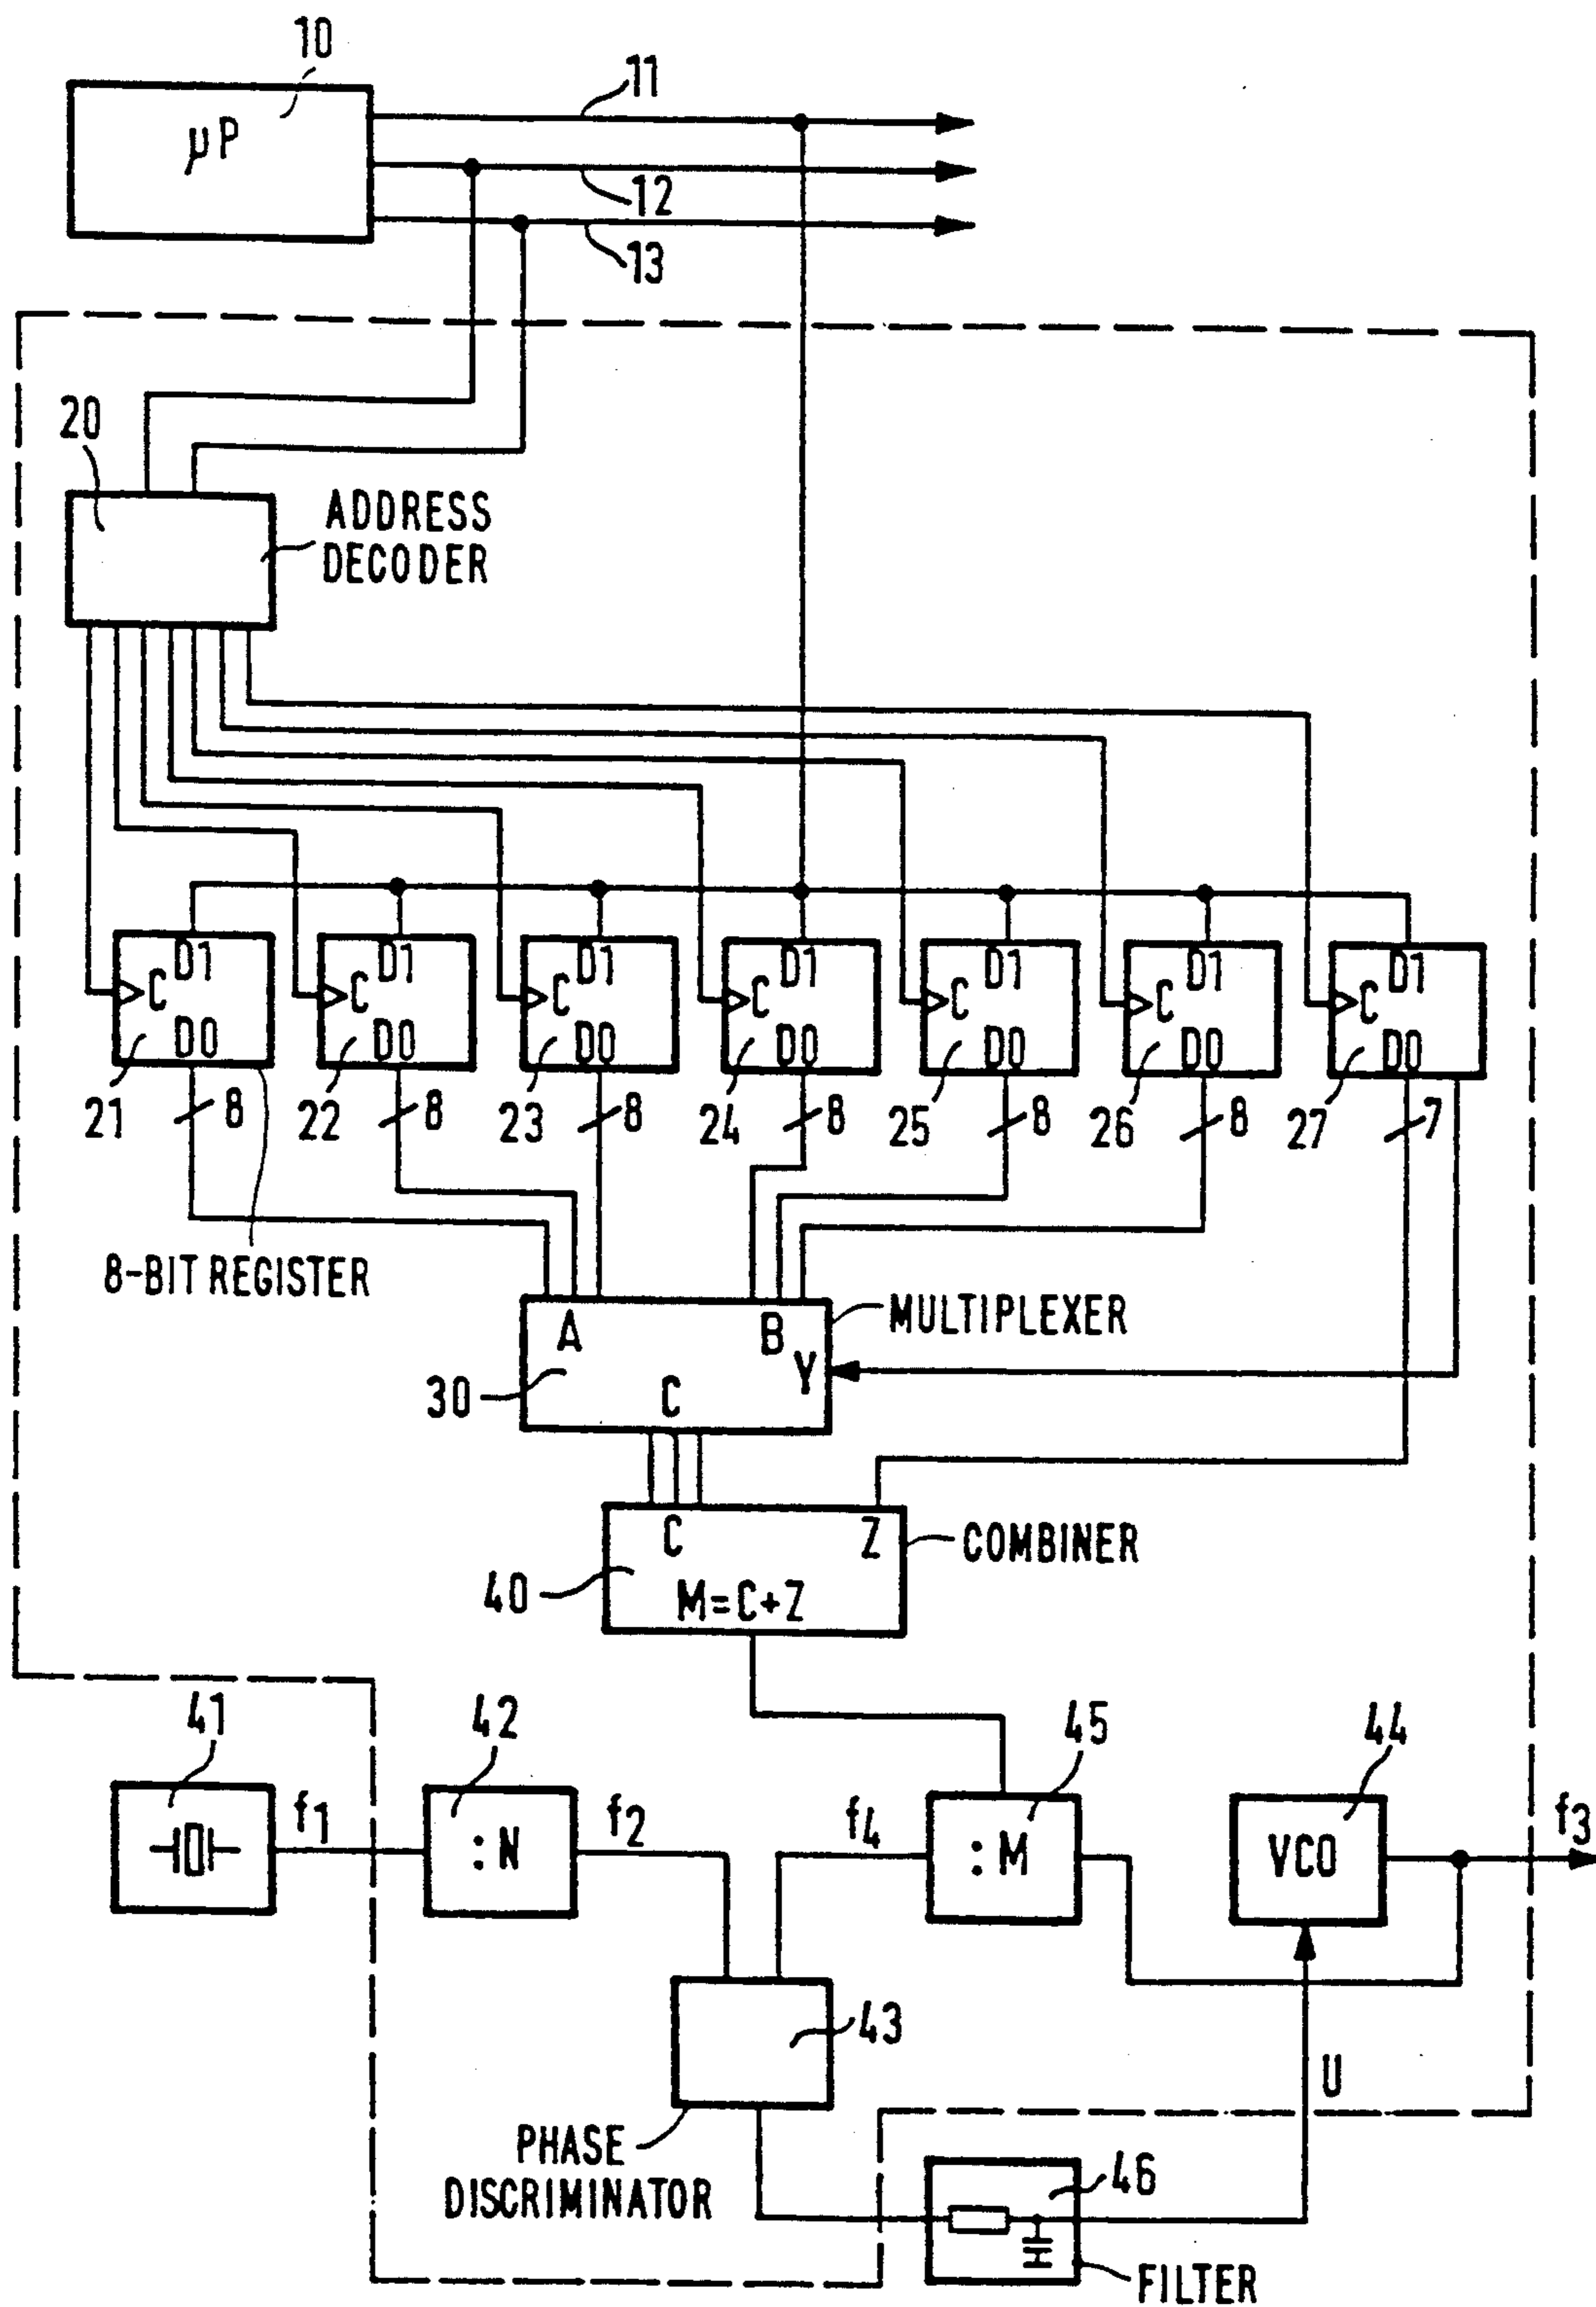 10
μP
11
12
13
20
ADDRESS
DECODER
D1
D1
D1
D1
D1
D1
D1
C
C
C
C
C
C
C
D0
D0
D0
D0
D0
D0
D0
21
8
22
8
23
8
24
8
25
8
26
8
27
7
8-BIT REGISTER
A
B
MULTIPLEXER
Y
30
C
C
Z
COMBINER
40
M=C+Z
41
42
45
44
f1
:N
f2
f4
:M
VCO
f3
43
U
PHASE
DISCRIMINATOR
46
FILTER